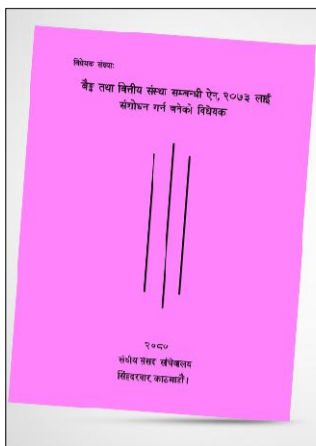 विधेयक संख्याः
बैङ्क तथा वित्तीय संस्था सम्बन्धी ऐन, २०७३ लाई
संशोधन गर्न बनेको विधेयक
२०८०
संघीय संसद सचिवालय
सिंहदरबार, काठमाडौं।